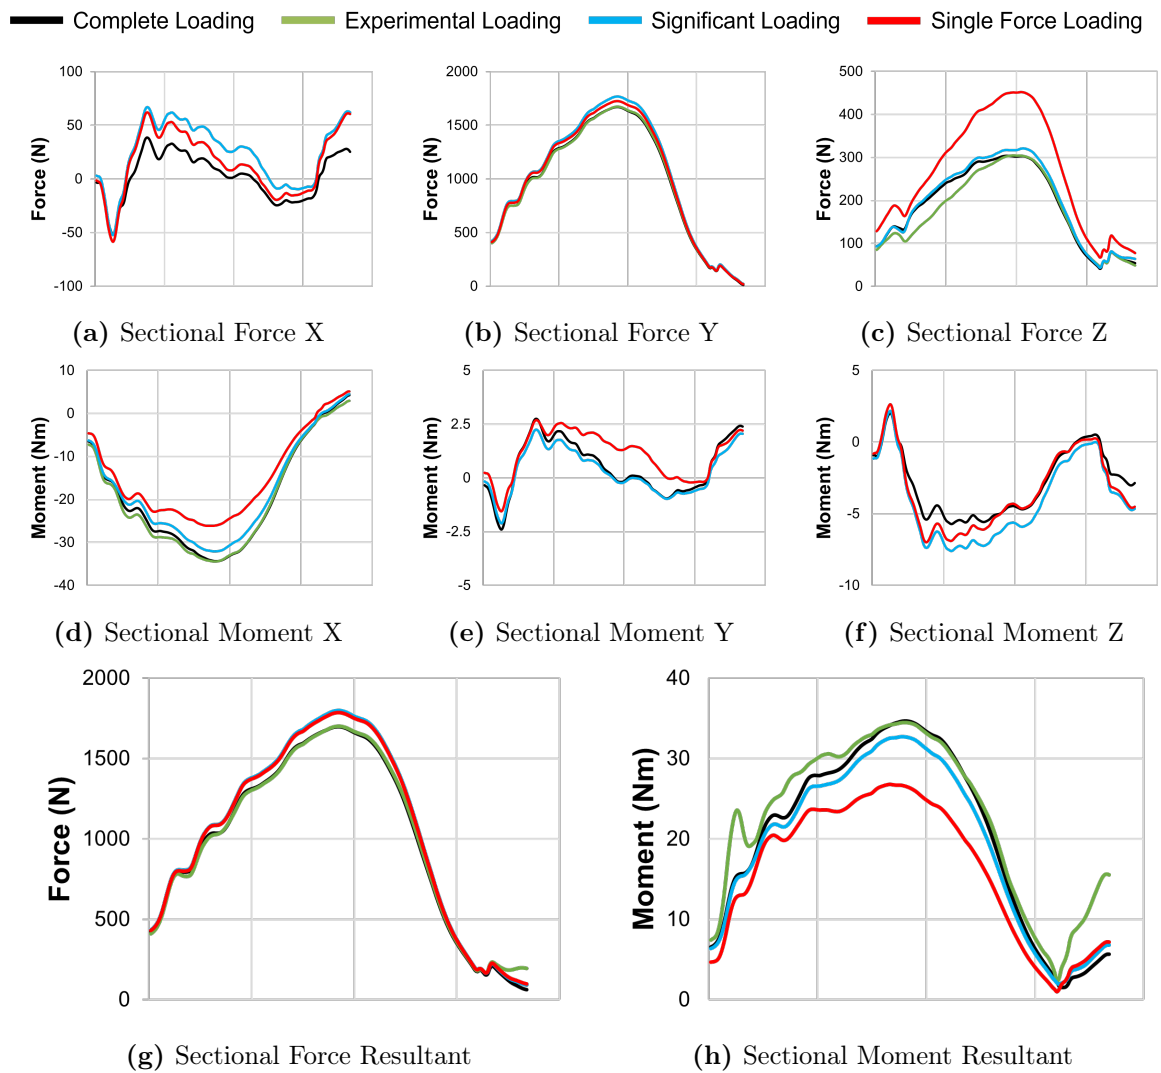 Complete Loading Experimental Loading Significant Loading Single Force Loading
Force (N)
100
50
0
-50
-100
(a) Sectional Force X
Force (N)
2000
1500
1000
500
0
(b) Sectional Force Y
Force (N)
500
400
300
200
100
0
(c) Sectional Force Z
Moment (Nm)
10
0
-10
-20
-30
-40
(d) Sectional Moment X
Moment (Nm)
5
2.5
0
-2.5
-5
(e) Sectional Moment Y
Moment (Nm)
5
0
-5
-10
(f) Sectional Moment Z
Force (N)
2000
1500
1000
500
0
(g) Sectional Force Resultant
Moment (Nm)
40
30
20
10
0
(h) Sectional Moment Resultant